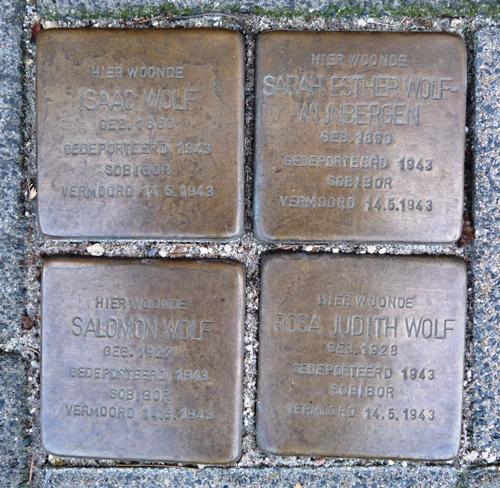 HIER WOONDE
ISAAC WOLF
GEB. 1880
GEDEPORTEERD 1943
SOBIBOR
VERMOORD 14.5.1943
HIER WOONDE
SARAH ESTHER WOLF-
WIJNBERGEN
GEB. 1890
GEDEPORTEERD 1943
SOBIBOR
VERMOORD 14.5.1943
HIER WOONDE
SALOMON WOLF
GEB. 1927
GEDEPORTEERD 1943
SOBIBOR
VERMOORD 14.5.1943
HIER WOONDE
ROSA JUDITH WOLF
GEB. 1928
GEDEPORTEERD 1943
SOBIBOR
VERMOORD 14.5.1943